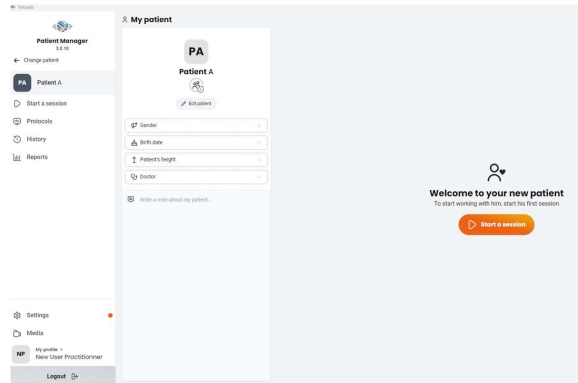 Virtualis
Patient Manager
5.0.10
Change patient
PA
Patient A
Start a session
Protocols
History
Reports
Settings
Media
NP
My profile
New User Practitionner
Logout
My patient
PA
Patient A
Edit patient
Gender
Birth date
Patient's height
Doctor
Write a note about my patient...
Welcome to your new patient
To start working with him, start his first session
Start a session